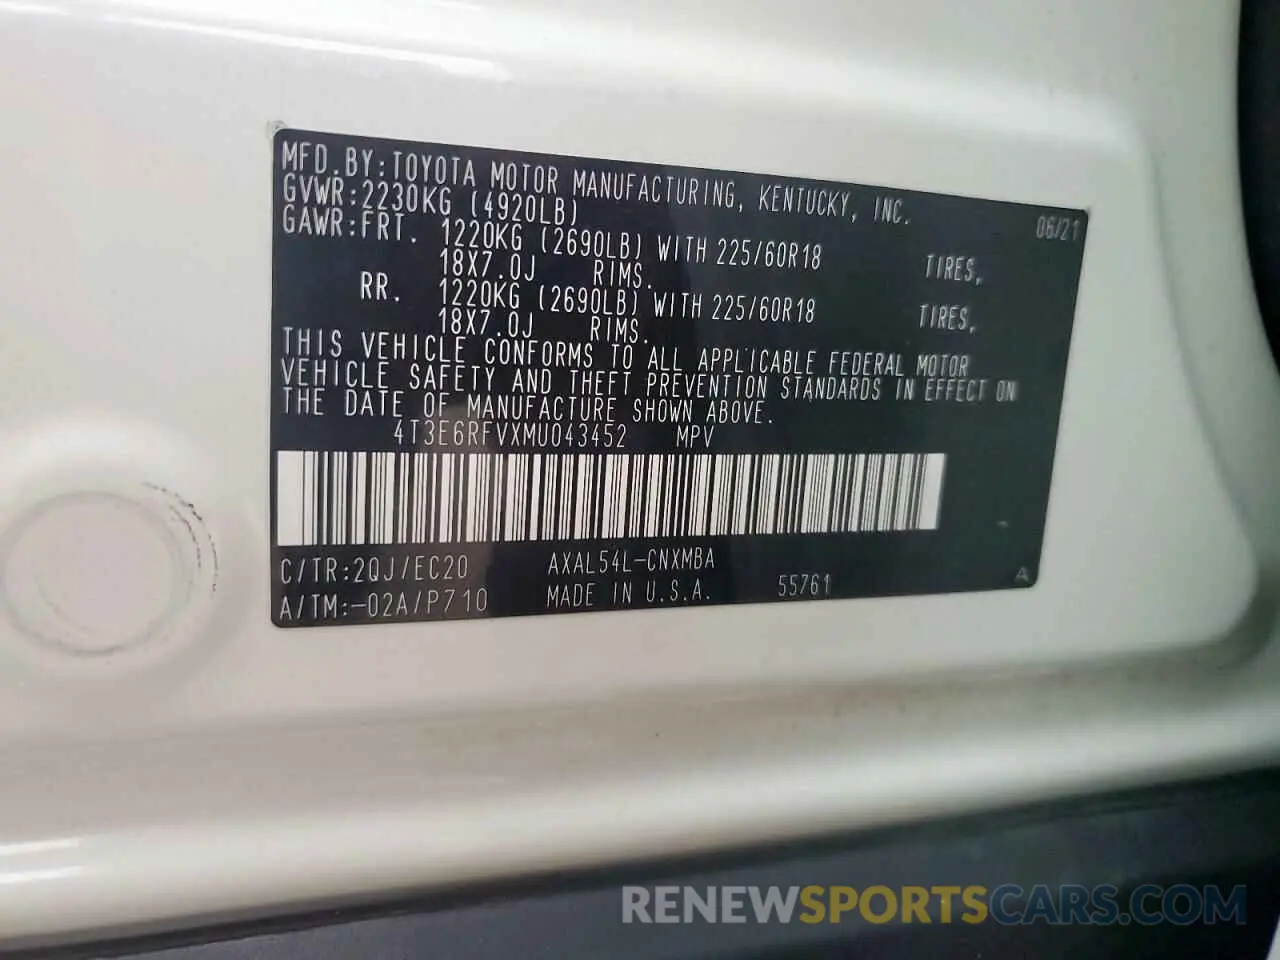 MFD.BY:TOYOTA MOTOR MANUFACTURING, KENTUCKY, INC. 06/21
GVWR:2230KG (4920LB)
GAWR:FRT. 1220KG (2690LB) WITH 225/60R18 TIRES,
18X7.0J RIMS.
RR. 1220KG (2690LB) WITH 225/60R18 TIRES,
18X7.0J RIMS.
THIS VEHICLE CONFORMS TO ALL APPLICABLE FEDERAL MOTOR
VEHICLE SAFETY AND THEFT PREVENTION STANDARDS IN EFFECT ON
THE DATE OF MANUFACTURE SHOWN ABOVE.
4T3E6RFVXMU043452 MPV
C/TR:2QJ/EC20 AXAL54L-CNXMBA
A/TM:-02A/P710 MADE IN U.S.A. 55761 A
RENEWSPORTSCARS.COM